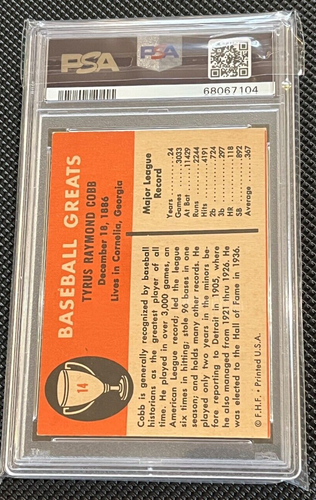 PSA
PSA
68067104
14
BASEBALL GREATS
TYRUS RAYMOND COBB
December 18, 1886
Lives in Cornelia, Georgia
Cobb is generally recognized by baseball
historians as the greatest player of all
time. He played in over 3,000 games, an
American League record; led the league
six times in hitting; stole 96 bases in one
season; and holds many other records. He
played only two years in the minors be-
fore reporting to Detroit in 1905, where
he also managed from 1921 thru 1926. He
was elected to the Hall of Fame in 1936.
Major League
Record
Years 24
Games 3033
At Bat 11429
Runs 2244
Hits 4191
2b 724
3b 297
HR 118
SB 892
Average .367
© F.H.F. • Printed U.S.A.